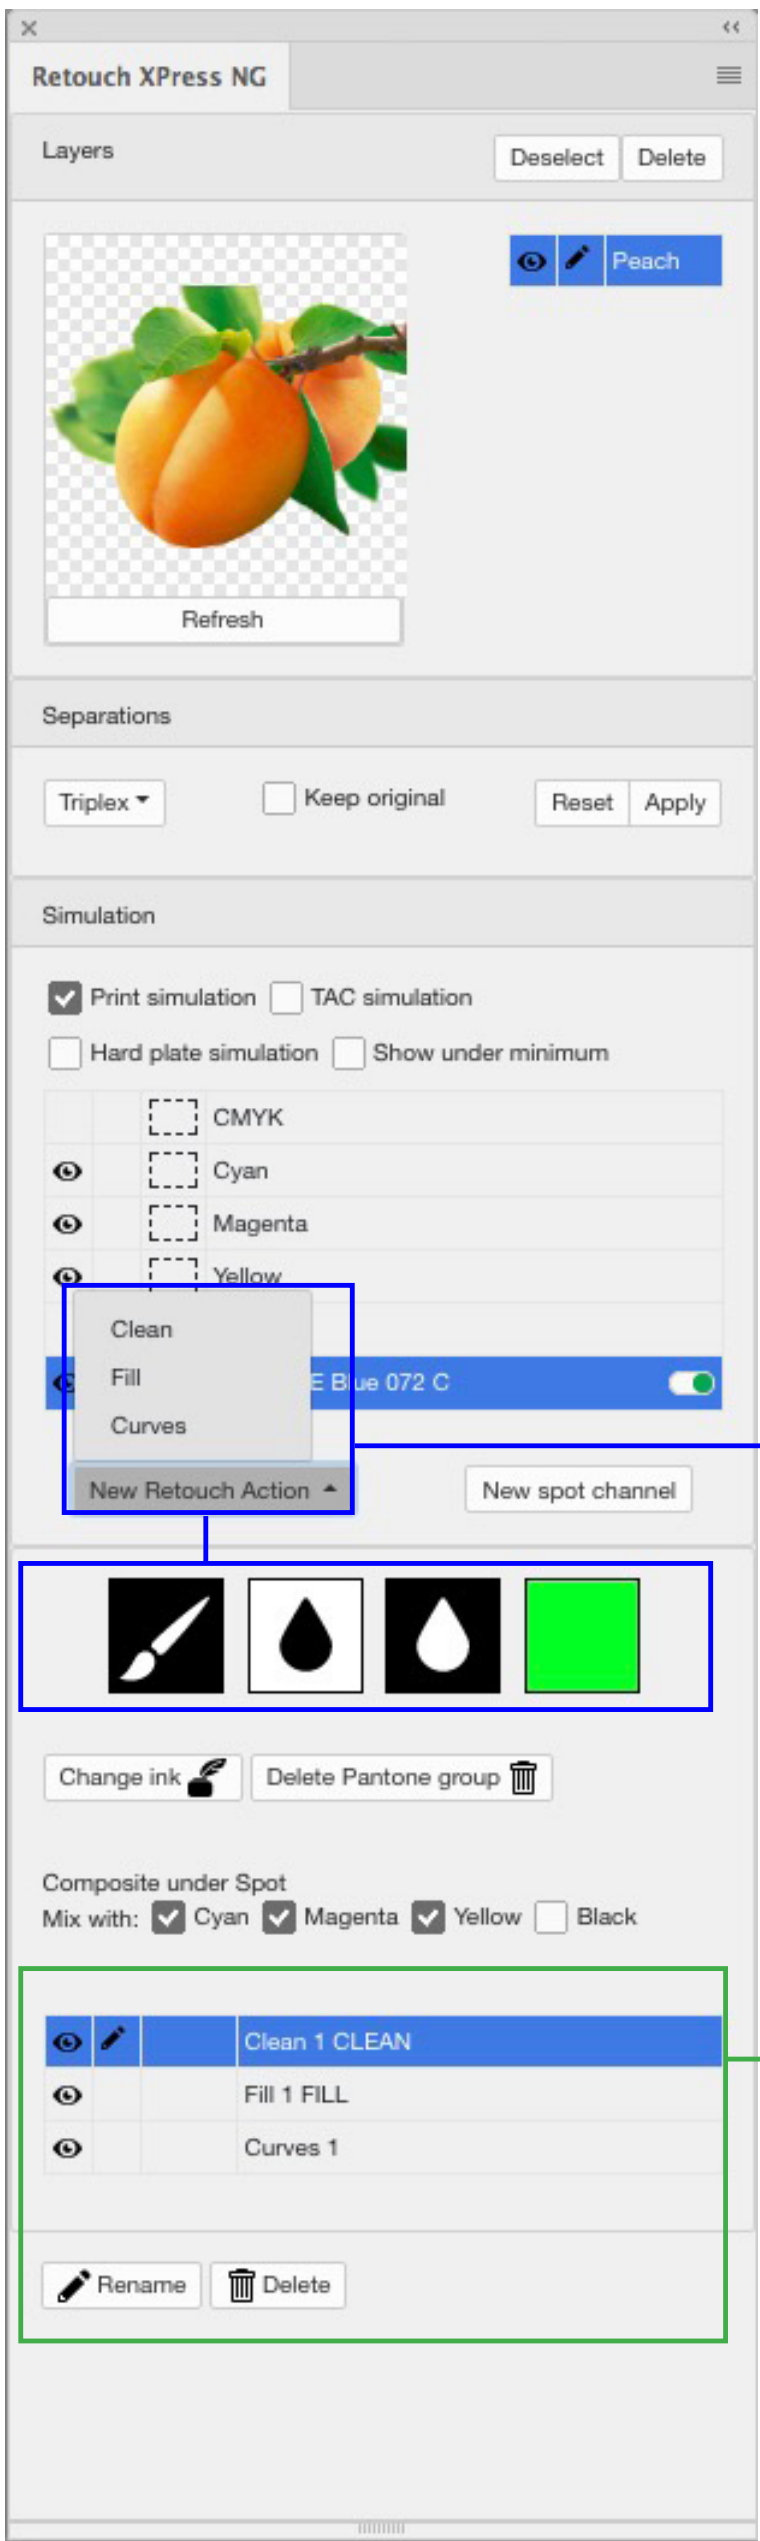 Retouch XPress NG
Layers
Deselect Delete
Peach
Refresh
Separations
Triplex Keep original Reset Apply
Simulation
Print simulation TAC simulation
Hard plate simulation Show under minimum
CMYK
Cyan
Magenta
Yellow
Clean
Fill
E Blue 072 C
Curves
New Retouch Action New spot channel
Change ink Delete Pantone group
Composite under Spot
Mix with: Cyan Magenta Yellow Black
Clean 1 CLEAN
Fill 1 FILL
Curves 1
Rename Delete